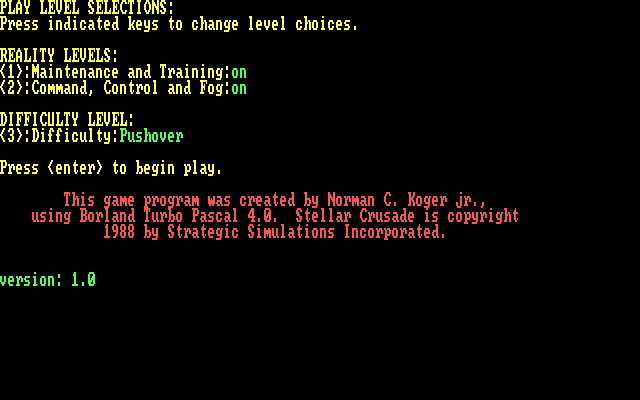 PLAY LEVEL SELECTIONS:
Press indicated keys to change level choices.
REALITY LEVELS:
<1>:Maintenance and Training:on
<2>:Command, Control and Fog:on
DIFFICULTY LEVEL:
<3>:Difficulty:Pushover
Press <enter> to begin play.
This game program was created by Norman C. Koger jr.,
using Borland Turbo Pascal 4.0.  Stellar Crusade is copyright
1988 by Strategic Simulations Incorporated.
version: 1.0